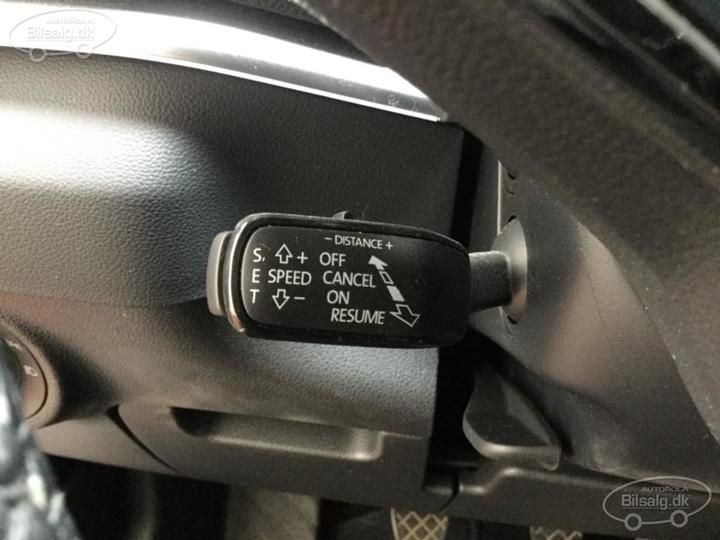 AUTOROLA
Bilsalg.dk
- DISTANCE +
S + OFF
E SPEED CANCEL
T - ON
RESUME
AUTOROLA
Bilsalg.dk